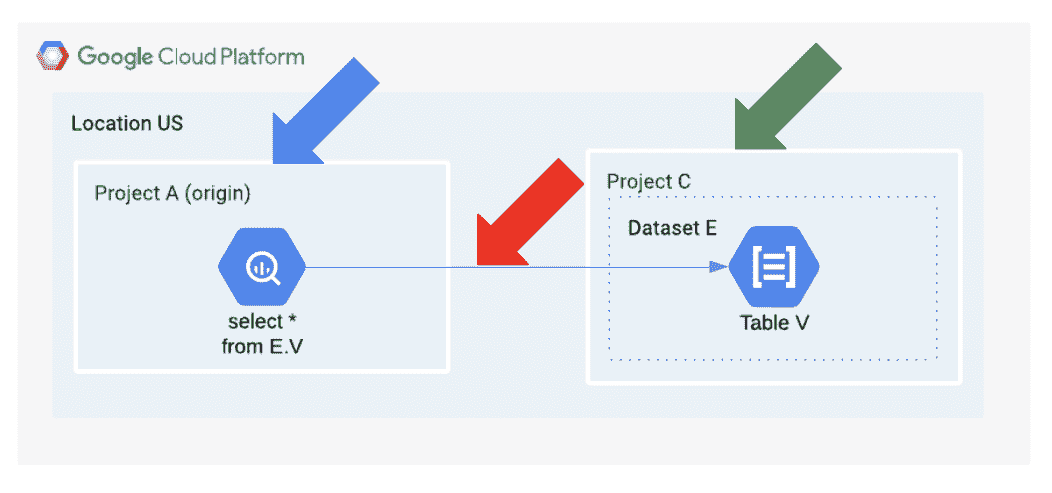 Google Cloud Platform
Location US
Project A (origin)
select *
from E.V
Project C
Dataset E
Table V